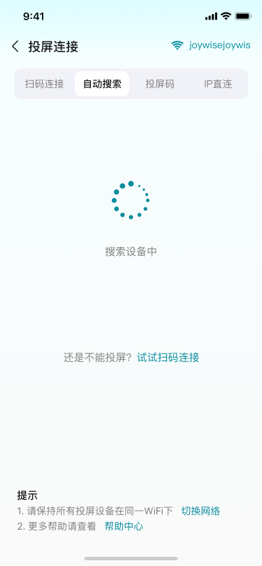 9:41
投屏连接 joywisejoywis
扫码连接 自动搜索 投屏码 IP直连
搜索设备中
还是不能投屏？试试扫码连接
提示
1. 请保持所有投屏设备在同一WiFi下 切换网络
2. 更多帮助请查看 帮助中心